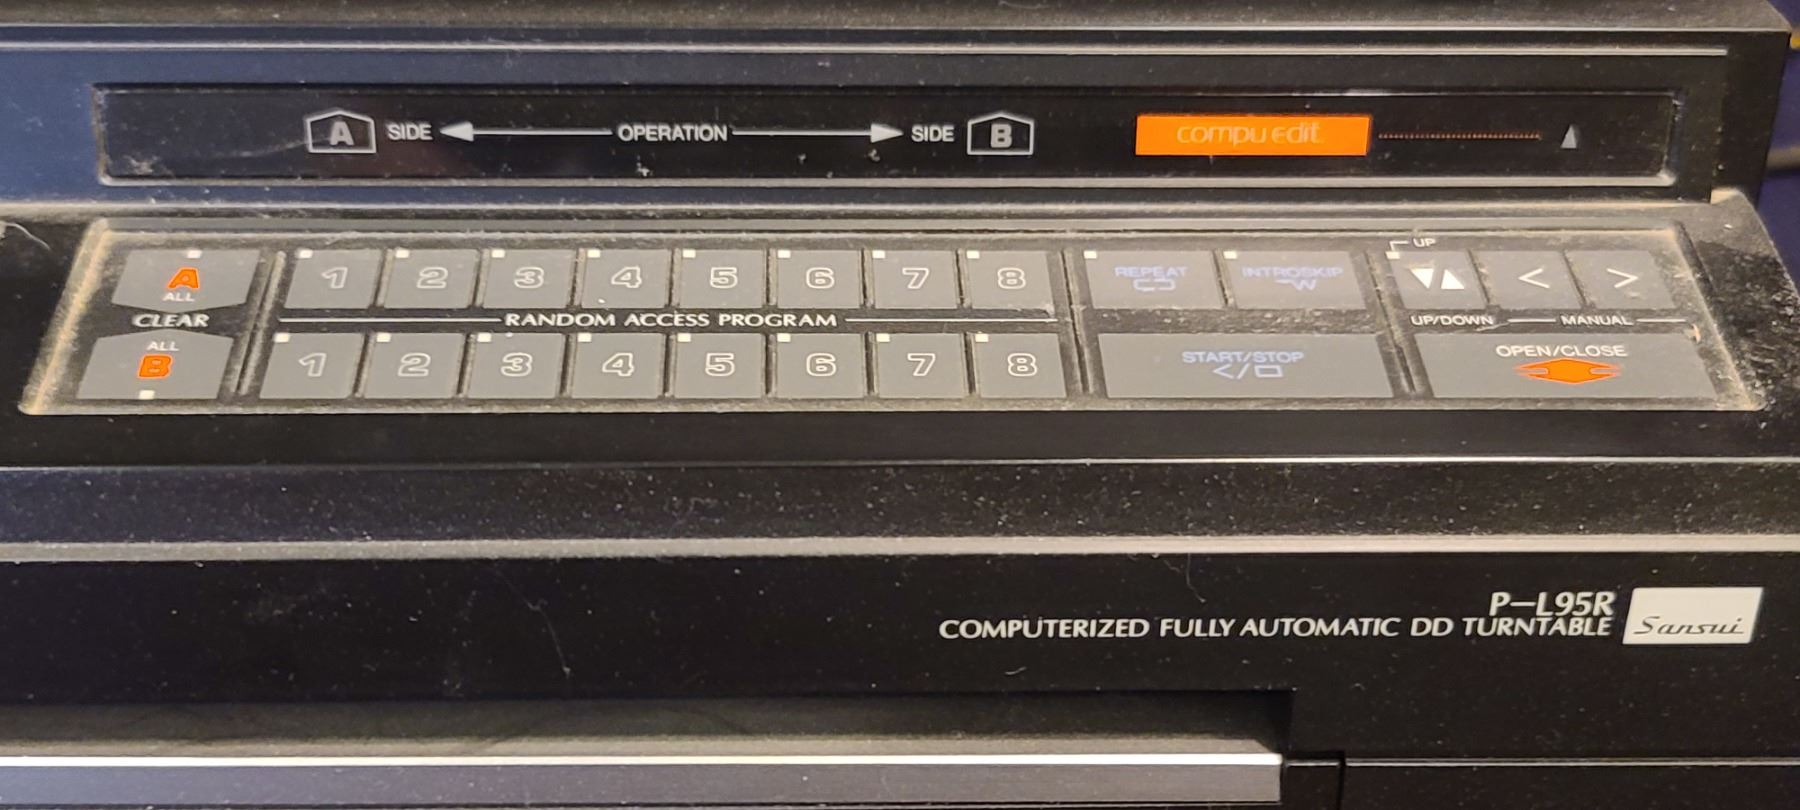 A SIDE OPERATION SIDE B compu edit
UP
A 1 2 3 4 5 6 7 8 REPEAT INTROSKIP < >
ALL
CLEAR RANDOM ACCESS PROGRAM UP/DOWN MANUAL
ALL
B 1 2 3 4 5 6 7 8 START/STOP OPEN/CLOSE
P-L95R
COMPUTERIZED FULLY AUTOMATIC DD TURNTABLE Sansui